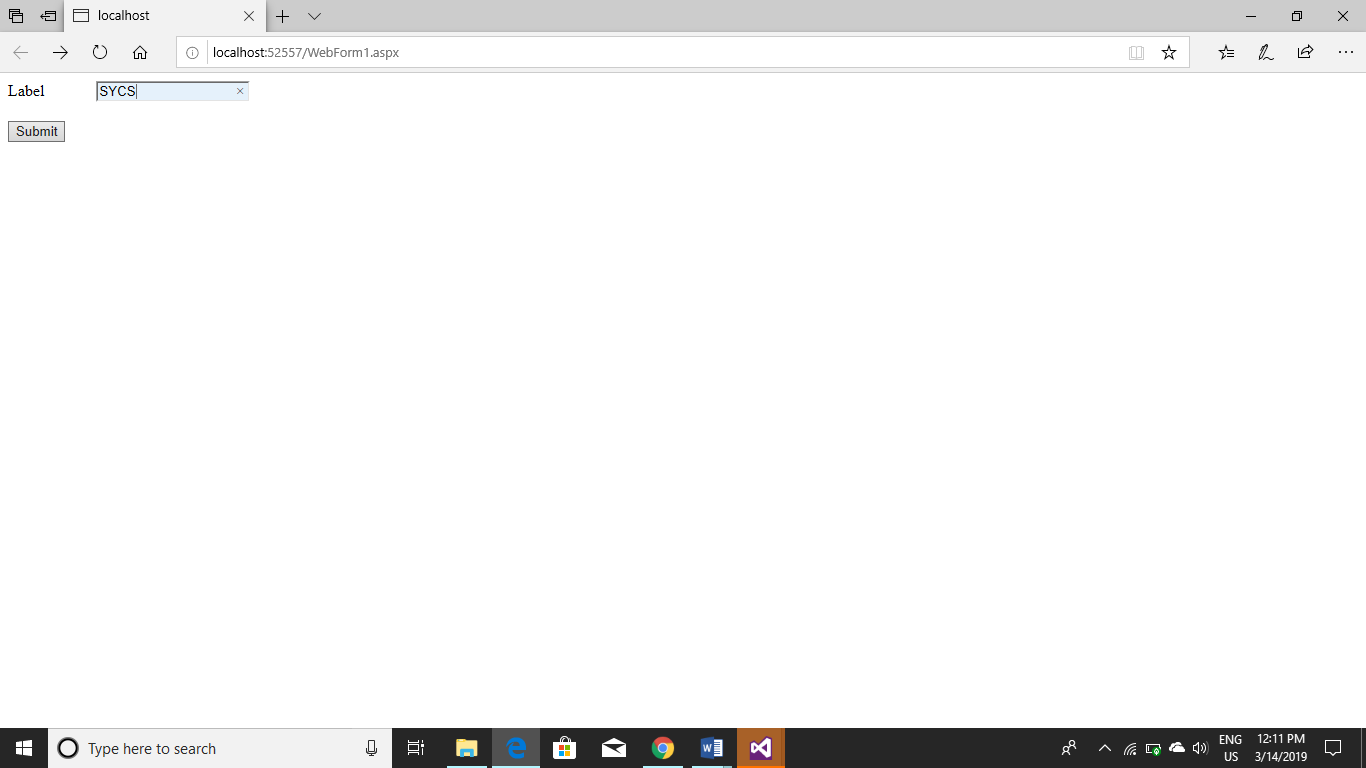 localhost
localhost:52557/WebForm1.aspx
Label SYCS
Submit
Type here to search
ENG 12:11 PM
US 3/14/2019